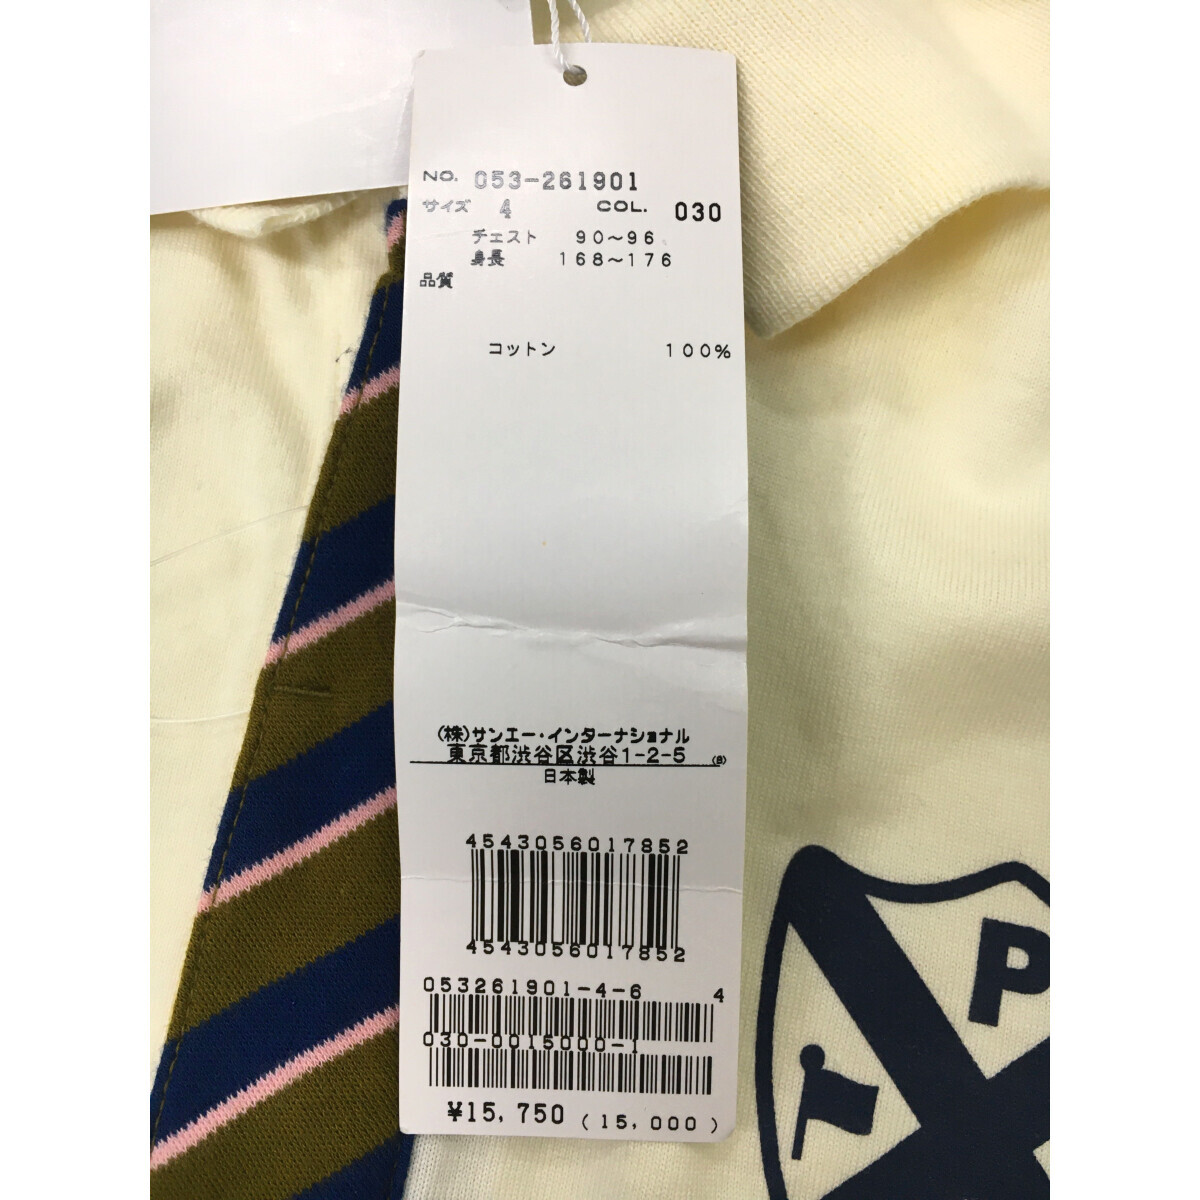 NO. 053-261901
サイズ 4 COL. 030
チェスト 90～96
身長 168～176
品質
コットン 100%
(株)サンエー・インターナショナル
東京都渋谷区渋谷1-2-5 (B)
日本製
4543056017852
4543056017852
053261901-4-6 4
030-0015000-1
¥15,750 (15,000)
P